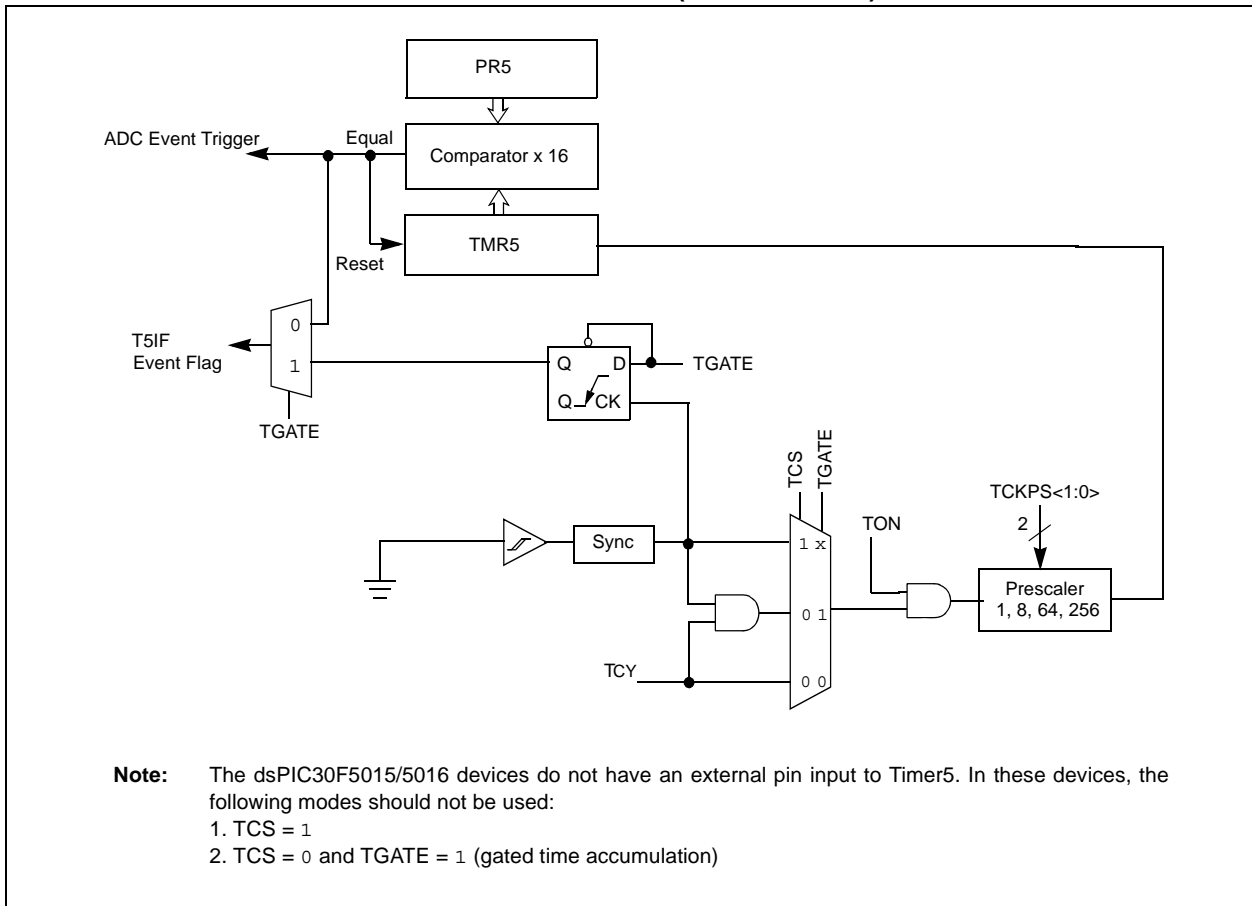 PR5
ADC Event Trigger
Equal
Comparator x 16
TMR5
Reset
0
1
T5IF
Event Flag
TGATE
Q
D
TGATE
Q
CK
TCS
TGATE
TCKPS<1:0>
2
TON
Sync
1 x
Prescaler
1, 8, 64, 256
0 1
TCY
0 0
Note: The dsPIC30F5015/5016 devices do not have an external pin input to Timer5. In these devices, the
following modes should not be used:
1. TCS = 1
2. TCS = 0 and TGATE = 1 (gated time accumulation)